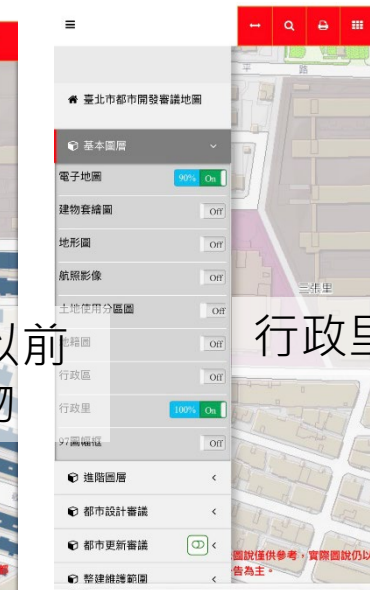 臺北市都市開發審議地圖
基本圖層
電子地圖 90% On
建物套繪圖 Off
地形圖 Off
航照影像 Off
土地使用分區圖 Off
地籍圖 Off
行政區 Off
行政里 100% On
97圖幅框 Off
進階圖層
都市設計審議
都市更新審議
整建維護範圍
平
路
三張里
以前
行政里
圖說僅供參考，實際圖說仍以
告為主。